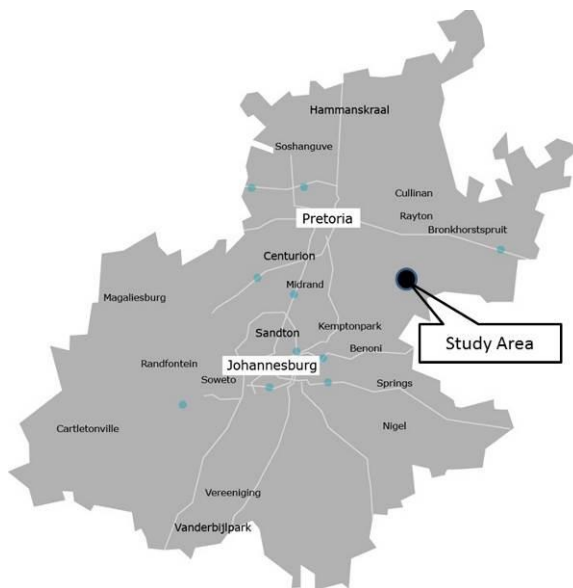 Hammanskraal
Soshanguve
Cullinan
Rayton
Pretoria
Bronkhorstspruit
Centurion
Midrand
Magaliesburg
Kemptonpark
Sandton
Study Area
Benoni
Randfontein
Johannesburg
Soweto
Springs
Cartletonville
Nigel
Vereeniging
Vanderbijlpark